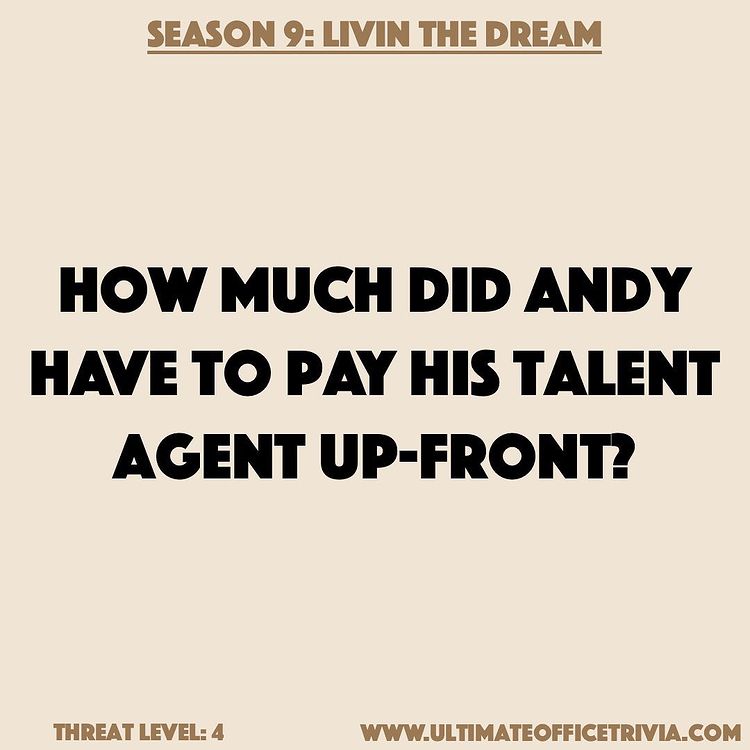 SEASON 9: LIVIN THE DREAM
HOW MUCH DID ANDY
HAVE TO PAY HIS TALENT
AGENT UP-FRONT?
THREAT LEVEL: 4
WWW.ULTIMATEOFFICETRIVIA.COM